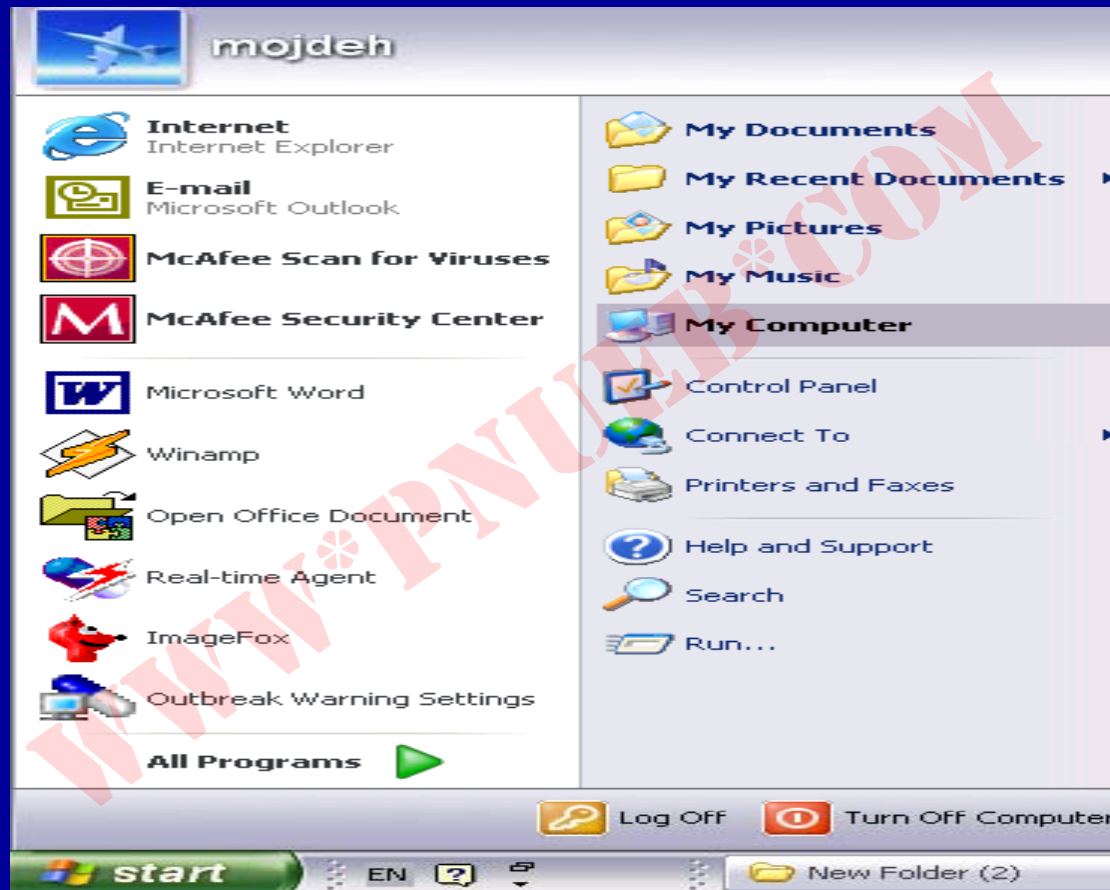 mojdeh
Internet
Internet Explorer
E-mail
Microsoft Outlook
McAfee Scan for Viruses
McAfee Security Center
Microsoft Word
Winamp
Open Office Document
Real-time Agent
ImageFox
Outbreak Warning Settings
All Programs
My Documents
My Recent Documents
My Pictures
My Music
My Computer
Control Panel
Connect To
Printers and Faxes
Help and Support
Search
Run...
Log Off
Turn Off Computer
start
EN
New Folder (2)
WWW*PNUEB*COM